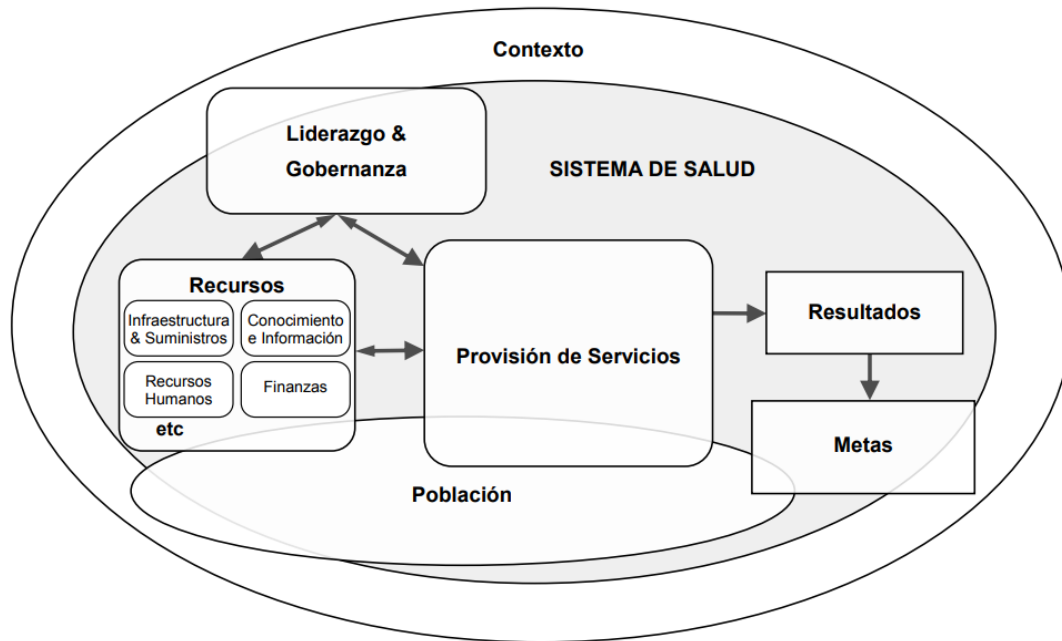 Contexto
Liderazgo &
Gobernanza
SISTEMA DE SALUD
Recursos
Infraestructura
& Suministros
Conocimiento
e Información
Recursos
Humanos
Finanzas
etc
Provisión de Servicios
Resultados
Metas
Población